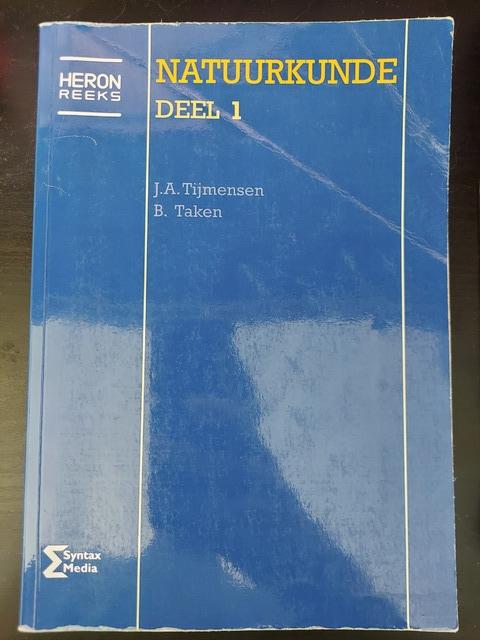 HERON
REEKS
NATUURKUNDE
DEEL 1
J.A. Tijmensen
B. Taken
Syntax
Media